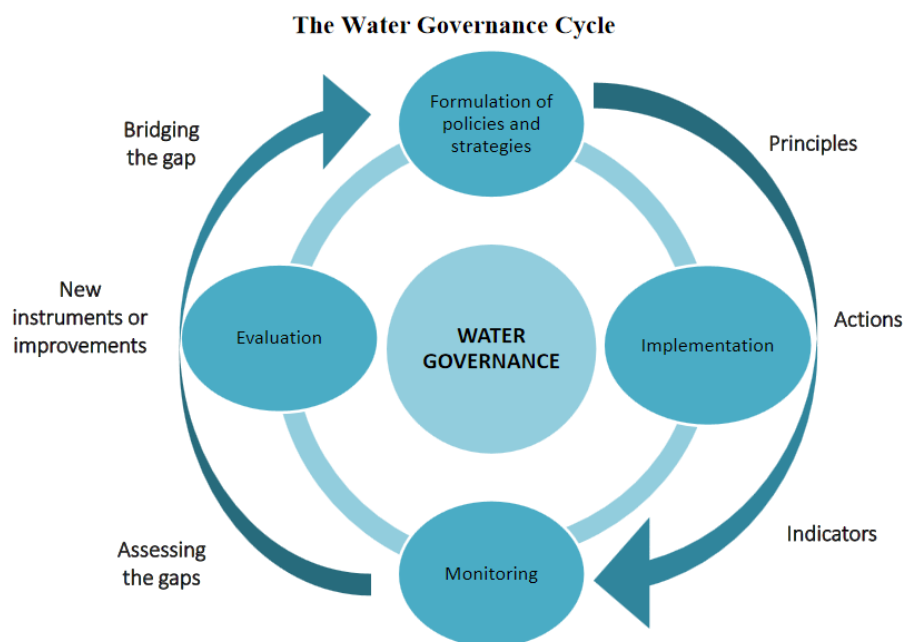 The Water Governance Cycle
Formulation of
policies and
strategies
Bridging
the gap
Principles
New
instruments or
improvements
Evaluation
WATER
GOVERNANCE
Implementation
Actions
Assessing
the gaps
Monitoring
Indicators